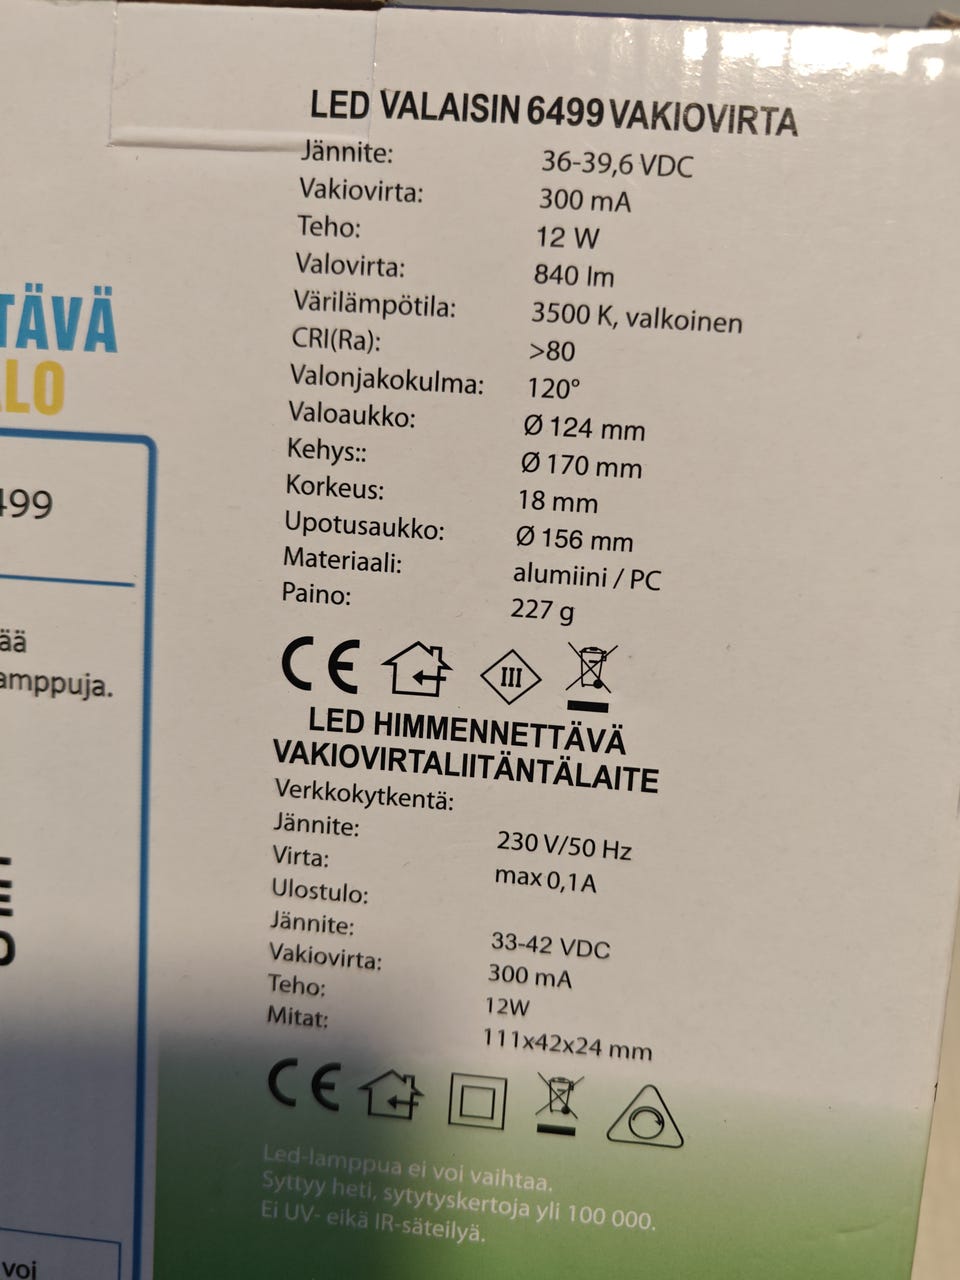 LED VALAISIN 6499 VAKIOVIRTA
Jännite: 36-39,6 VDC
Vakiovirta: 300 mA
Teho: 12 W
Valovirta: 840 lm
Värilämpötila: 3500 K, valkoinen
CRI(Ra): >80
Valonjakokulma: 120°
Valoaukko: Ø 124 mm
Kehys:: Ø 170 mm
Korkeus: 18 mm
Upotusaukko: Ø 156 mm
Materiaali: alumiini / PC
Paino: 227 g
CE III
LED HIMMENNETTÄVÄ
VAKIOVIRTALIITÄNTÄLAITE
Verkkokytkentä:
Jännite: 230 V/50 Hz
Virta: max 0,1A
Ulostulo:
Jännite: 33-42 VDC
Vakiovirta: 300 mA
Teho: 12W
Mitat: 111x42x24 mm
CE
Led-lamppua ei voi vaihtaa.
Syttyy heti, sytytyskertoja yli 100 000.
Ei UV- eikä IR-säteilyä.
TÄVÄ
LO
499
ää
amppuja.
voi